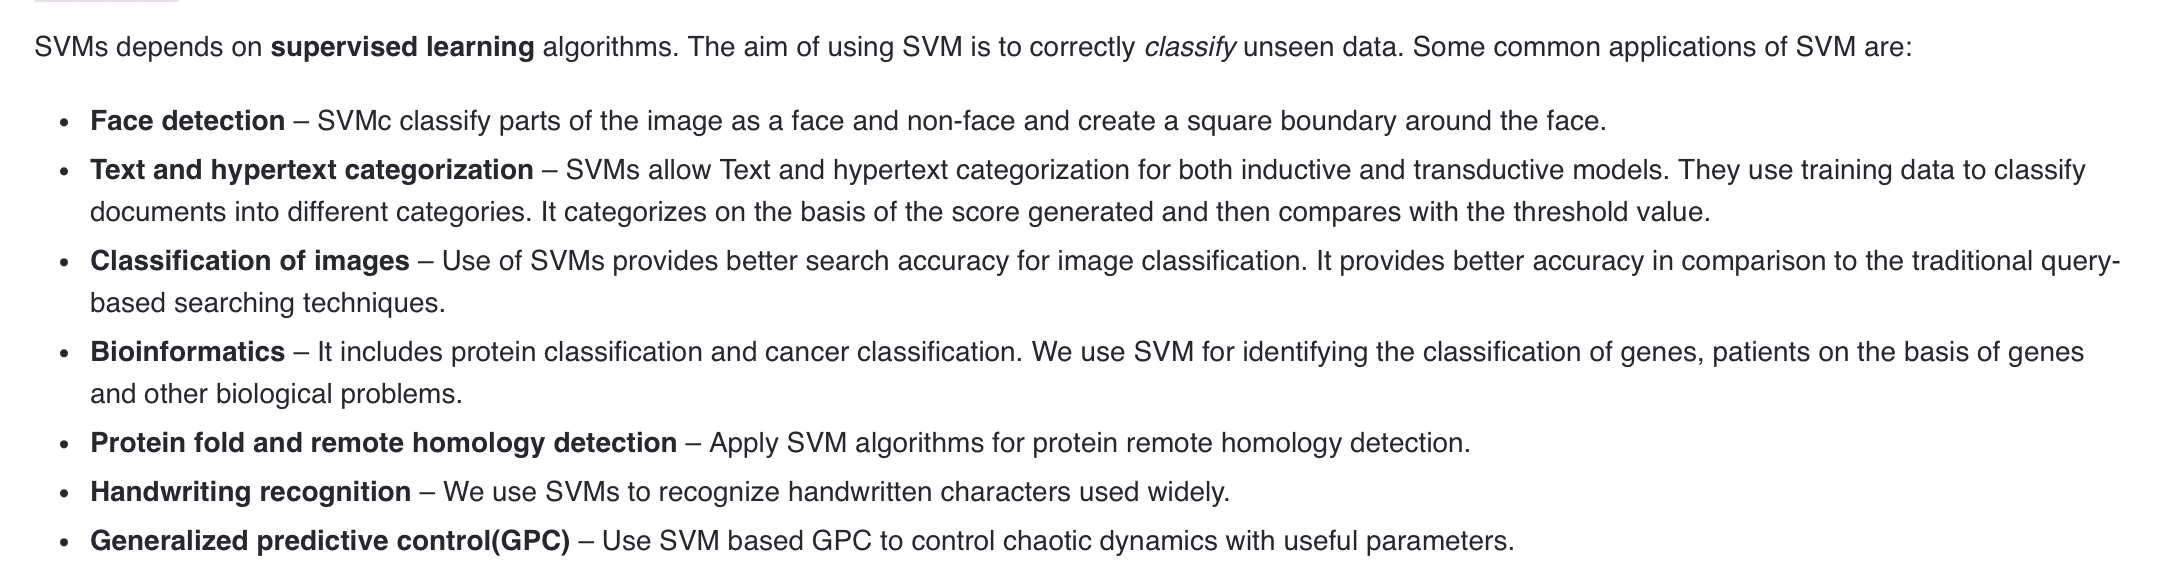 SVMs depends on supervised learning algorithms. The aim of using SVM is to correctly classify unseen data. Some common applications of SVM are:
• Face detection – SVMc classify parts of the image as a face and non-face and create a square boundary around the face.
• Text and hypertext categorization – SVMs allow Text and hypertext categorization for both inductive and transductive models. They use training data to classify
documents into different categories. It categorizes on the basis of the score generated and then compares with the threshold value.
• Classification of images – Use of SVMs provides better search accuracy for image classification. It provides better accuracy in comparison to the traditional query-
based searching techniques.
• Bioinformatics – It includes protein classification and cancer classification. We use SVM for identifying the classification of genes, patients on the basis of genes
and other biological problems.
• Protein fold and remote homology detection – Apply SVM algorithms for protein remote homology detection.
• Handwriting recognition – We use SVMs to recognize handwritten characters used widely.
• Generalized predictive control(GPC) – Use SVM based GPC to control chaotic dynamics with useful parameters.